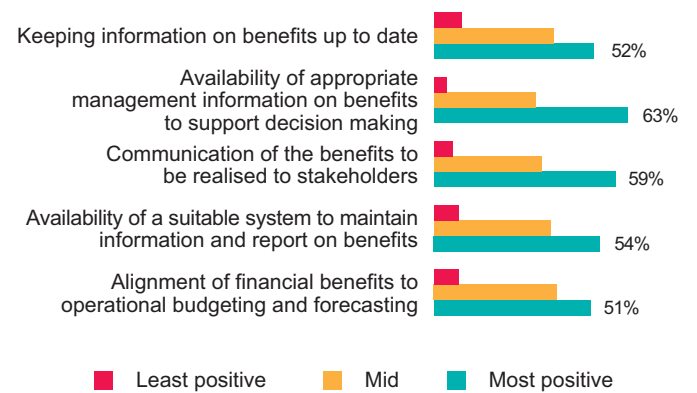 Keeping information on benefits up to date
52%
Availability of appropriate
management information on benefits
to support decision making
63%
Communication of the benefits to
be realised to stakeholders
59%
Availability of a suitable system to maintain
information and report on benefits
54%
Alignment of financial benefits to
operational budgeting and forecasting
51%
Least positive
Mid
Most positive